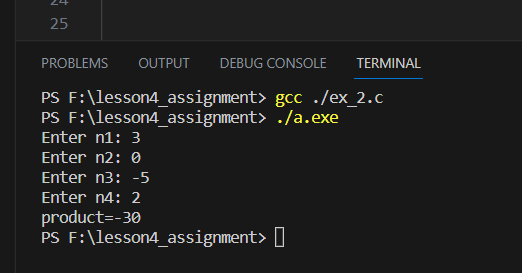 24
25
PROBLEMS OUTPUT DEBUG CONSOLE TERMINAL
PS F:\lesson4_assignment> gcc ./ex_2.c
PS F:\lesson4_assignment> ./a.exe
Enter n1: 3
Enter n2: 0
Enter n3: -5
Enter n4: 2
product=-30
PS F:\lesson4_assignment>